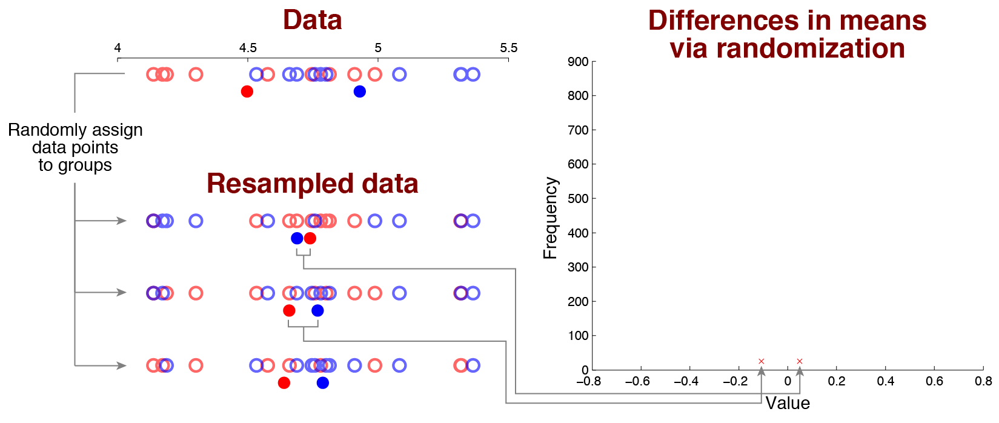 Data
4 4.5 5 5.5
Randomly assign
data points
to groups
Resampled data
Differences in means
via randomization
900
800
700
600
500
400
300
200
100
0
Frequency
−0.8 −0.6 −0.4 −0.2 0 0.2 0.4 0.6 0.8
Value